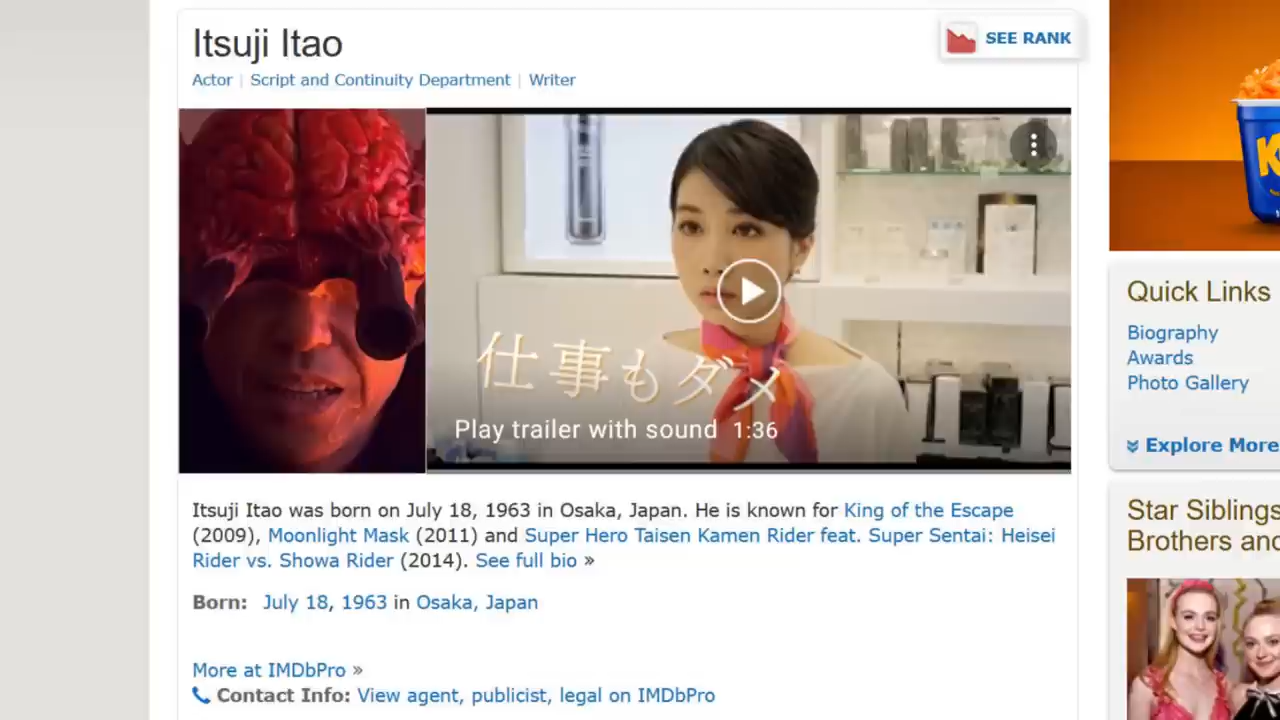 Itsuji Itao
SEE RANK
Actor | Script and Continuity Department | Writer
仕事もダメ
Play trailer with sound 1:36
Itsuji Itao was born on July 18, 1963 in Osaka, Japan. He is known for King of the Escape
(2009), Moonlight Mask (2011) and Super Hero Taisen Kamen Rider feat. Super Sentai: Heisei
Rider vs. Showa Rider (2014). See full bio »
Born: July 18, 1963 in Osaka, Japan
More at IMDbPro »
Contact Info: View agent, publicist, legal on IMDbPro
Quick Links
Biography
Awards
Photo Gallery
Explore More
Star Siblings
Brothers and